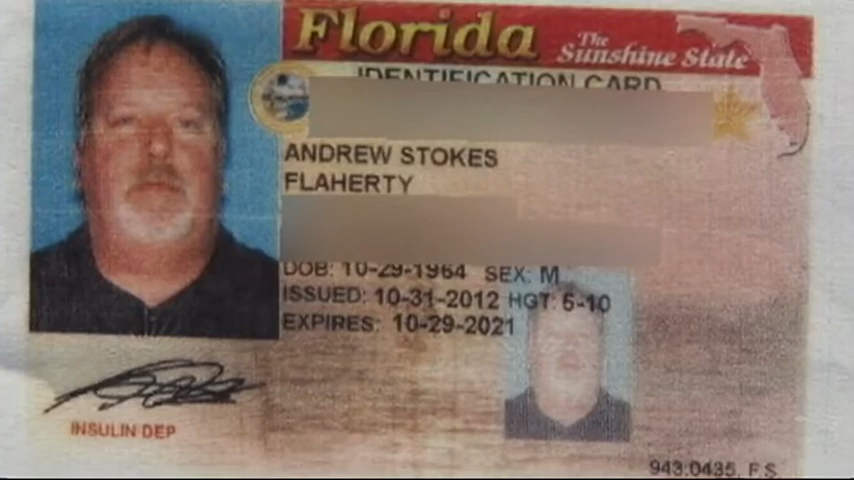 Florida The Sunshine State
IDENTIFICATION CARD
ANDREW STOKES
FLAHERTY
DOB: 10-29-1964 SEX: M
ISSUED: 10-31-2012 HGT: 5-10
EXPIRES: 10-29-2021
INSULIN DEP
943.0435, F.S.